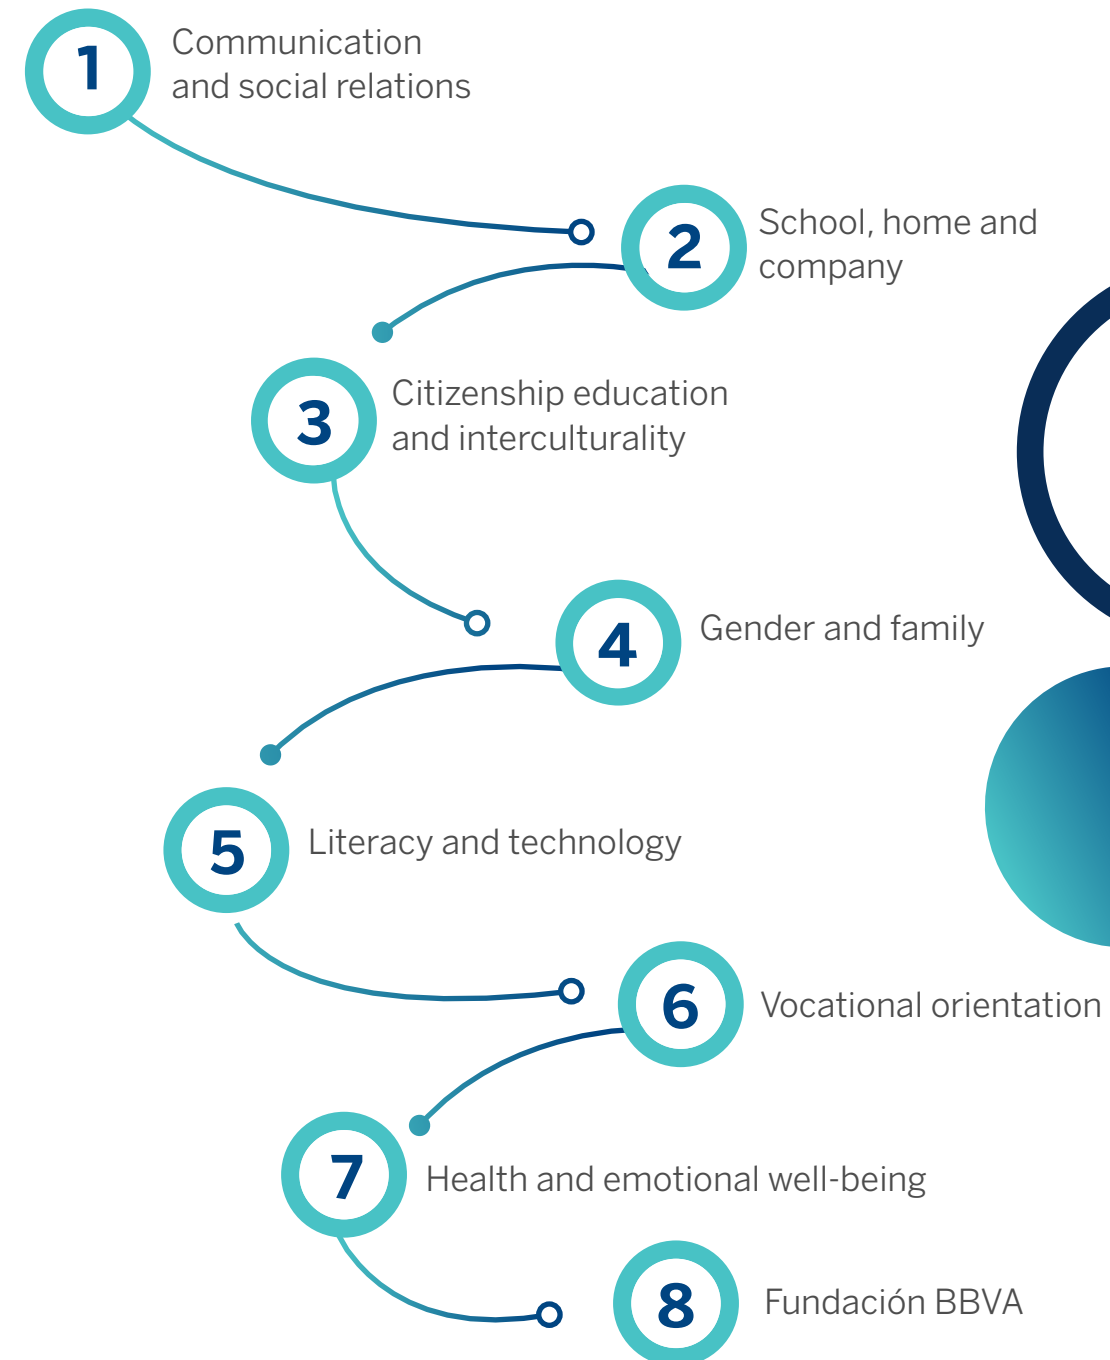 1
Communication
and social relations
2
School, home and
company
3
Citizenship education
and interculturality
4
Gender and family
5
Literacy and technology
6
Vocational orientation
7
Health and emotional well-being
8
Fundación BBVA